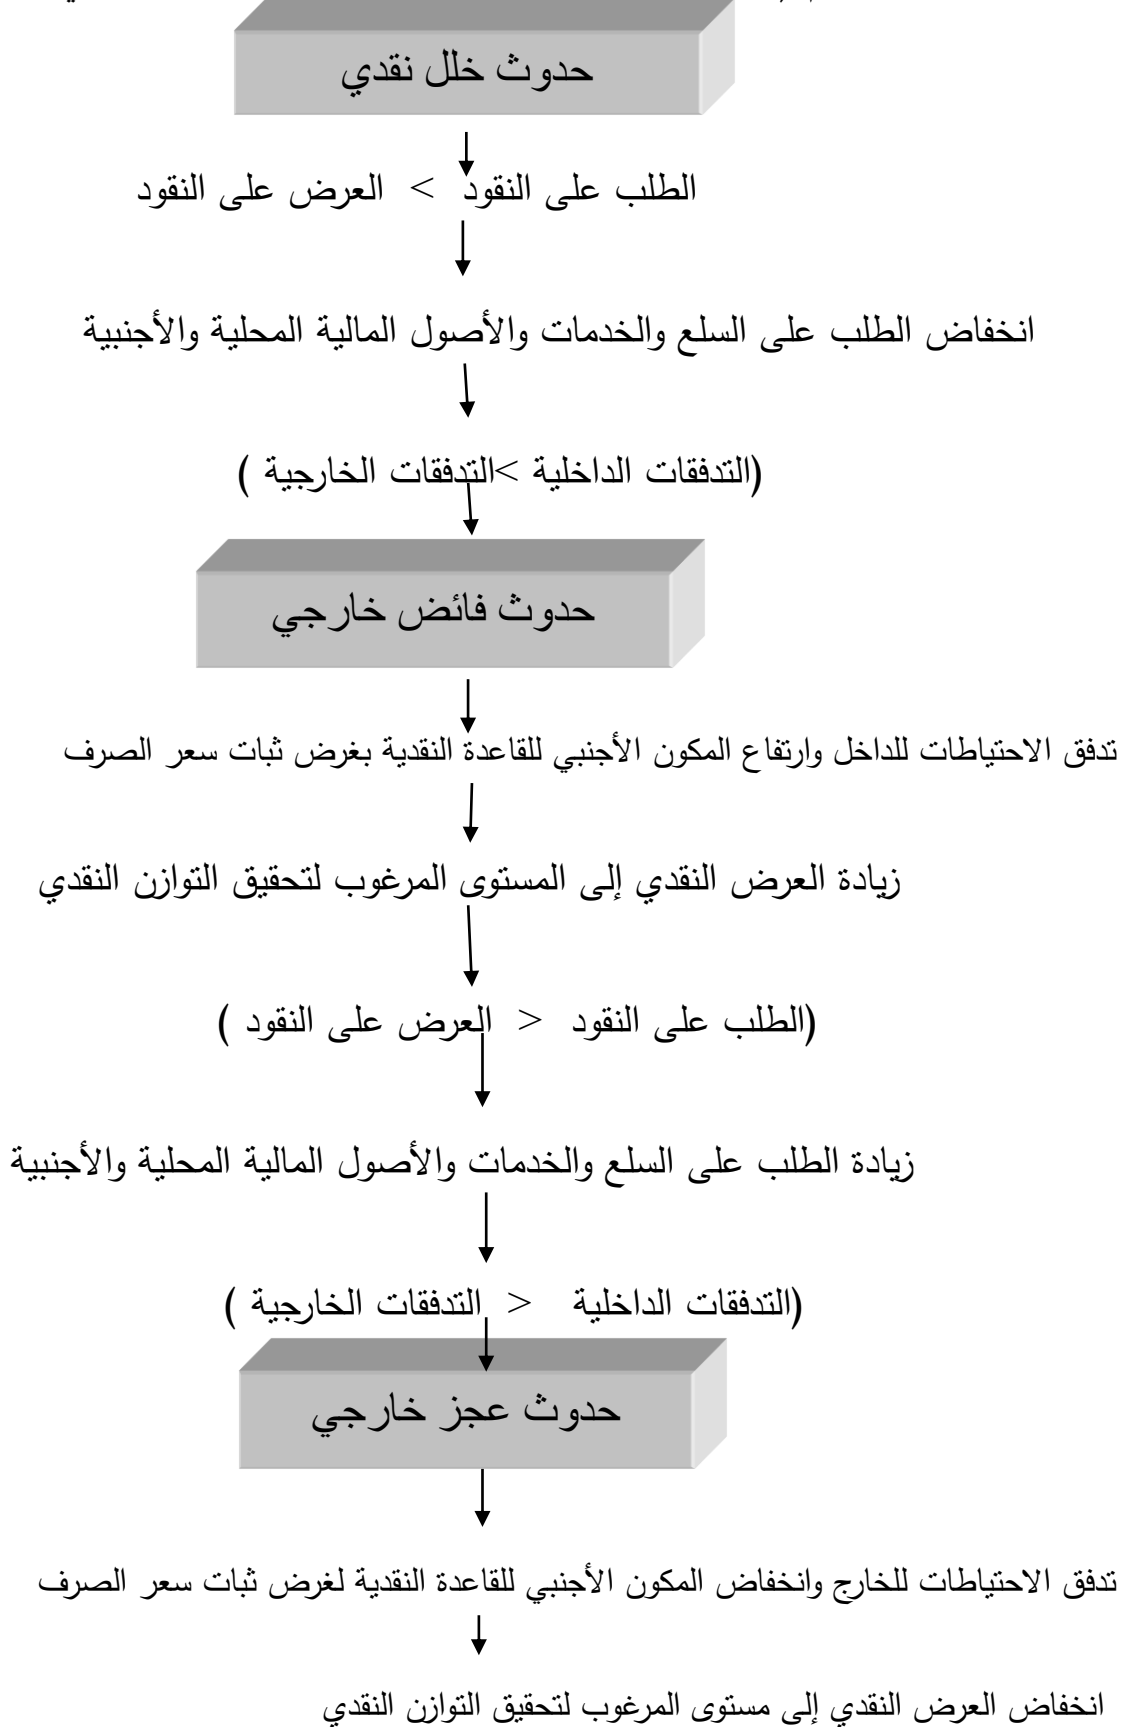 حدوث خلل نقدي
الطلب على النقود > العرض على النقود
انخفاض الطلب على السلع والخدمات والأصول المالية المحلية والأجنبية
(التدفقات الداخلية >التدفقات الخارجية )
حدوث فائض خارجي
تدفق الاحتياطات للداخل وارتفاع المكون الأجنبي للقاعدة النقدية بغرض ثبات سعر الصرف
زيادة العرض النقدي إلى المستوى المرغوب لتحقيق التوازن النقدي
(الطلب على النقود < العرض على النقود )
زيادة الطلب على السلع والخدمات والأصول المالية المحلية والأجنبية
(التدفقات الداخلية < التدفقات الخارجية )
حدوث عجز خارجي
تدفق الاحتياطات للخارج وانخفاض المكون الأجنبي للقاعدة النقدية لغرض ثبات سعر الصرف
انخفاض العرض النقدي إلى مستوى المرغوب لتحقيق التوازن النقدي